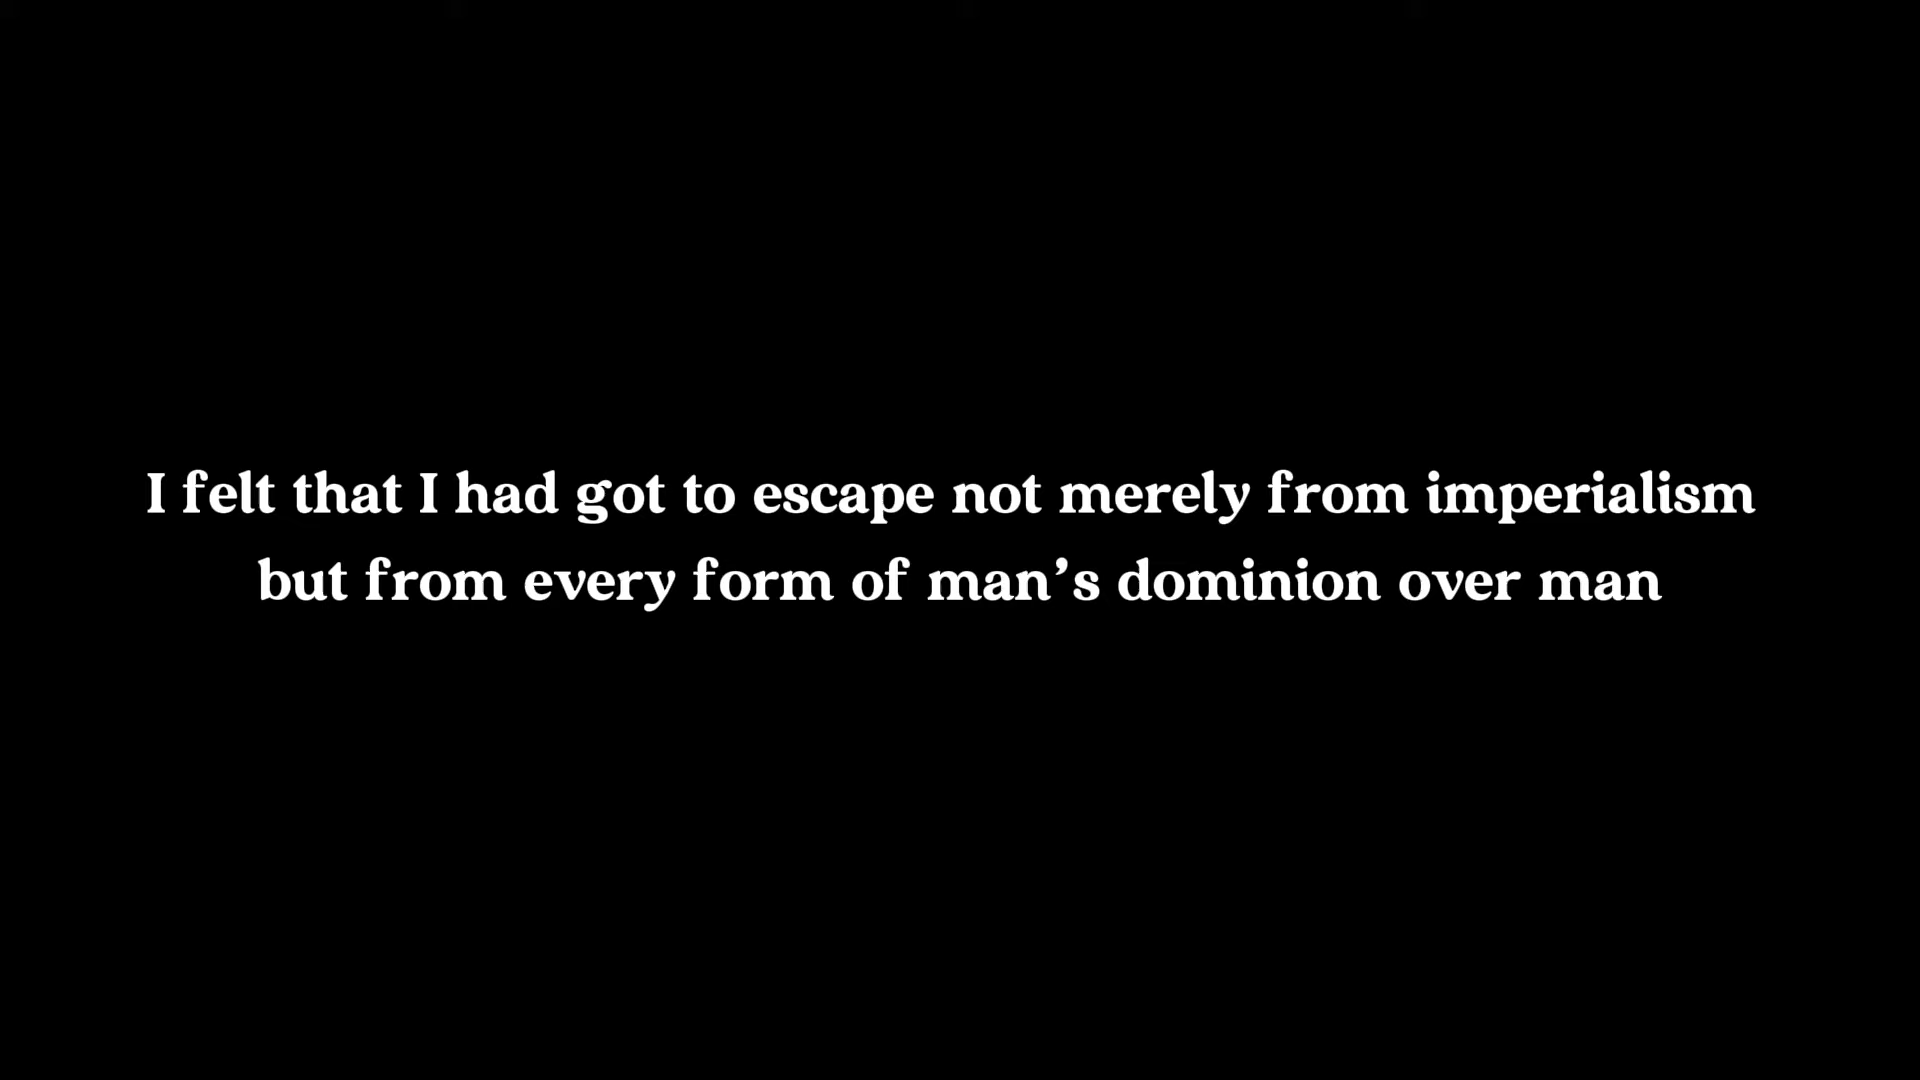 I felt that I had got to escape not merely from imperialism
but from every form of man’s dominion over man